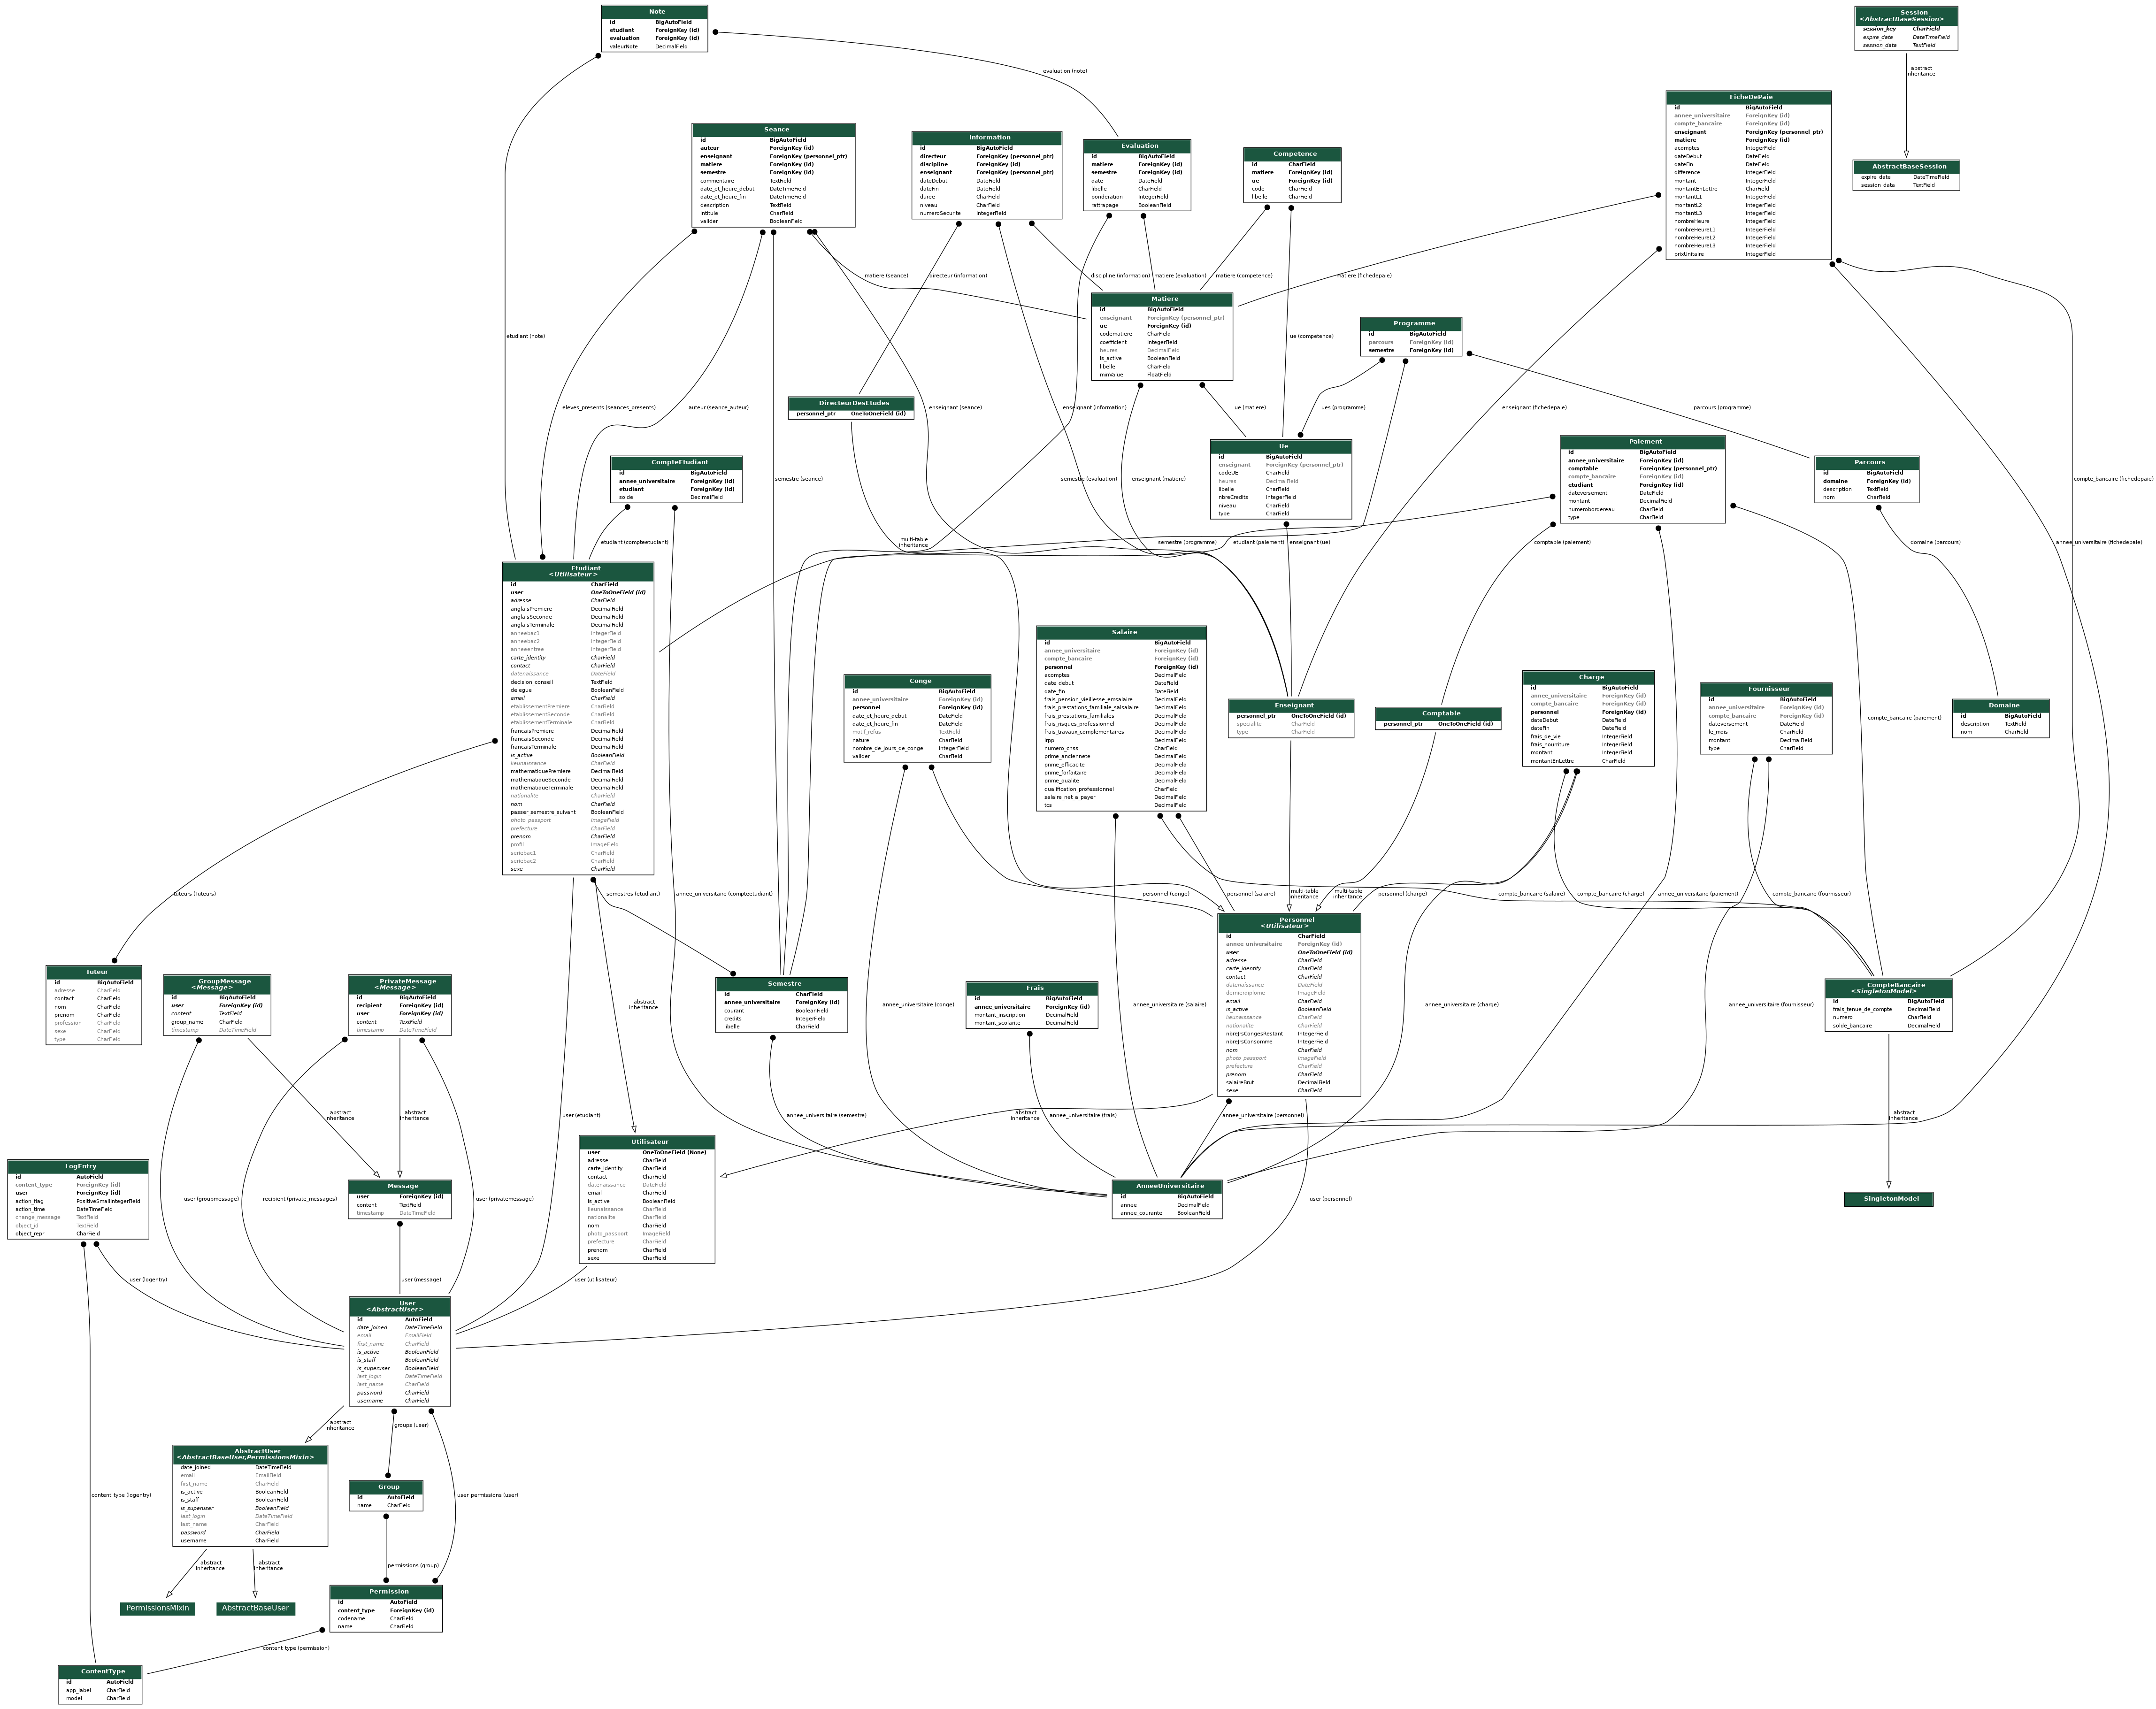 Note
id BigAutoField
etudiant ForeignKey (id)
evaluation ForeignKey (id)
valeurNote DecimalField
Session
<AbstractBaseSession>
session_key CharField
expire_date DateTimeField
session_data TextField
evaluation (note)
abstract
inheritance
FicheDePaie
id BigAutoField
annee_universitaire ForeignKey (id)
compte_bancaire ForeignKey (id)
enseignant ForeignKey (personnel_ptr)
matiere ForeignKey (id)
acomptes IntegerField
dateDebut DateField
dateFin DateField
difference IntegerField
montant IntegerField
montantEnLettre CharField
montantL1 IntegerField
montantL2 IntegerField
montantL3 IntegerField
nombreHeure IntegerField
nombreHeureL1 IntegerField
nombreHeureL2 IntegerField
nombreHeureL3 IntegerField
prixUnitaire IntegerField
Seance
id BigAutoField
auteur ForeignKey (id)
enseignant ForeignKey (personnel_ptr)
matiere ForeignKey (id)
semestre ForeignKey (id)
commentaire TextField
date_et_heure_debut DateTimeField
date_et_heure_fin DateTimeField
description TextField
intitule CharField
valider BooleanField
Information
id BigAutoField
directeur ForeignKey (personnel_ptr)
discipline ForeignKey (id)
enseignant ForeignKey (personnel_ptr)
dateDebut DateField
dateFin DateField
duree CharField
niveau CharField
numeroSecurite IntegerField
Evaluation
id BigAutoField
matiere ForeignKey (id)
semestre ForeignKey (id)
date DateField
libelle CharField
ponderation IntegerField
rattrapage BooleanField
Competence
id CharField
matiere ForeignKey (id)
ue ForeignKey (id)
code CharField
libelle CharField
AbstractBaseSession
expire_date DateTimeField
session_data TextField
matiere (seance)
directeur (information)
discipline (information)
matiere (evaluation)
matiere (competence)
matiere (fichedepaie)
Matiere
id BigAutoField
enseignant ForeignKey (personnel_ptr)
ue ForeignKey (id)
codematiere CharField
coefficient IntegerField
heures DecimalField
is_active BooleanField
libelle CharField
minValue FloatField
Programme
id BigAutoField
parcours ForeignKey (id)
semestre ForeignKey (id)
etudiant (note)
ue (competence)
DirecteurDesEtudes
personnel_ptr OneToOneField (id)
eleves_presents (seances_presents)
auteur (seance_auteur)
enseignant (seance)
enseignant (information)
ue (matiere)
ues (programme)
enseignant (fichedepaie)
parcours (programme)
CompteEtudiant
id BigAutoField
annee_universitaire ForeignKey (id)
etudiant ForeignKey (id)
solde DecimalField
Ue
id BigAutoField
enseignant ForeignKey (personnel_ptr)
codeUE CharField
heures DecimalField
libelle CharField
nbreCredits IntegerField
niveau CharField
type CharField
Paiement
id BigAutoField
annee_universitaire ForeignKey (id)
comptable ForeignKey (personnel_ptr)
compte_bancaire ForeignKey (id)
etudiant ForeignKey (id)
dateversement DateField
montant DecimalField
numerobordereau CharField
type CharField
Parcours
id BigAutoField
domaine ForeignKey (id)
description TextField
nom CharField
semestre (seance)
semestre (evaluation)
enseignant (matiere)
compte_bancaire (fichedepaie)
etudiant (compteetudiant)
multi-table
inheritance
semestre (programme)
etudiant (paiement)
enseignant (ue)
comptable (paiement)
domaine (parcours)
annee_universitaire (fichedepaie)
Etudiant
<Utilisateur>
id CharField
user OneToOneField (id)
adresse CharField
anglaisPremiere DecimalField
anglaisSeconde DecimalField
anglaisTerminale DecimalField
anneebac1 IntegerField
anneebac2 IntegerField
anneeentree IntegerField
carte_identity CharField
contact CharField
datenaissance DateField
decision_conseil TextField
delegue BooleanField
email CharField
etablissementPremiere CharField
etablissementSeconde CharField
etablissementTerminale CharField
francaisPremiere DecimalField
francaisSeconde DecimalField
francaisTerminale DecimalField
is_active BooleanField
lieunaissance CharField
mathematiquePremiere DecimalField
mathematiqueSeconde DecimalField
mathematiqueTerminale DecimalField
nationalite CharField
nom CharField
passer_semestre_suivant BooleanField
photo_passport ImageField
prefecture CharField
prenom CharField
profil ImageField
seriebac1 CharField
seriebac2 CharField
sexe CharField
Salaire
id BigAutoField
annee_universitaire ForeignKey (id)
compte_bancaire ForeignKey (id)
personnel ForeignKey (id)
acomptes DecimalField
date_debut DateField
date_fin DateField
frais_pension_vieillesse_emsalaire DecimalField
frais_prestations_familiale_salsalaire DecimalField
frais_prestations_familiales DecimalField
frais_risques_professionnel DecimalField
frais_travaux_complementaires DecimalField
irpp DecimalField
numero_cnss CharField
prime_anciennete DecimalField
prime_efficacite DecimalField
prime_forfaitaire DecimalField
prime_qualite DecimalField
qualification_professionnel CharField
salaire_net_a_payer DecimalField
tcs DecimalField
Conge
id BigAutoField
annee_universitaire ForeignKey (id)
personnel ForeignKey (id)
date_et_heure_debut DateField
date_et_heure_fin DateField
motif_refus TextField
nature CharField
nombre_de_jours_de_conge IntegerField
valider CharField
Enseignant
personnel_ptr OneToOneField (id)
specialite CharField
type CharField
Comptable
personnel_ptr OneToOneField (id)
Charge
id BigAutoField
annee_universitaire ForeignKey (id)
compte_bancaire ForeignKey (id)
personnel ForeignKey (id)
dateDebut DateField
dateFin DateField
frais_de_vie IntegerField
frais_nourriture IntegerField
montant IntegerField
montantEnLettre CharField
Fournisseur
id BigAutoField
annee_universitaire ForeignKey (id)
compte_bancaire ForeignKey (id)
dateversement DateField
le_mois CharField
montant DecimalField
type CharField
compte_bancaire (paiement)
Domaine
id BigAutoField
description TextField
nom CharField
tuteurs (Tuteurs)
semestres (etudiant)
annee_universitaire (compteetudiant)
personnel (conge)
personnel (salaire)
multi-table
inheritance
multi-table
inheritance
personnel (charge)
compte_bancaire (salaire)
compte_bancaire (charge)
annee_universitaire (paiement)
compte_bancaire (fournisseur)
Tuteur
id BigAutoField
adresse CharField
contact CharField
nom CharField
prenom CharField
profession CharField
sexe CharField
type CharField
GroupMessage
<Message>
id BigAutoField
user ForeignKey (id)
content TextField
group_name CharField
timestamp DateTimeField
PrivateMessage
<Message>
id BigAutoField
recipient ForeignKey (id)
user ForeignKey (id)
content TextField
timestamp DateTimeField
abstract
inheritance
Semestre
id CharField
annee_universitaire ForeignKey (id)
courant BooleanField
credits IntegerField
libelle CharField
annee_universitaire (conge)
Frais
id BigAutoField
annee_universitaire ForeignKey (id)
montant_inscription DecimalField
montant_scolarite DecimalField
annee_universitaire (salaire)
Personnel
<Utilisateur>
id CharField
annee_universitaire ForeignKey (id)
user OneToOneField (id)
adresse CharField
carte_identity CharField
contact CharField
datenaissance DateField
dernierdiplome ImageField
email CharField
is_active BooleanField
lieunaissance CharField
nationalite CharField
nbreJrsCongesRestant IntegerField
nbreJrsConsomme IntegerField
nom CharField
photo_passport ImageField
prefecture CharField
prenom CharField
salaireBrut DecimalField
sexe CharField
annee_universitaire (charge)
annee_universitaire (fournisseur)
CompteBancaire
<SingletonModel>
id BigAutoField
frais_tenue_de_compte DecimalField
numero CharField
solde_bancaire DecimalField
abstract
inheritance
abstract
inheritance
user (etudiant)
annee_universitaire (semestre)
abstract
inheritance
annee_universitaire (frais)
annee_universitaire (personnel)
abstract
inheritance
LogEntry
id AutoField
content_type ForeignKey (id)
user ForeignKey (id)
action_flag PositiveSmallIntegerField
action_time DateTimeField
change_message TextField
object_id TextField
object_repr CharField
user (groupmessage)
recipient (private_messages)
Message
user ForeignKey (id)
content TextField
timestamp DateTimeField
user (privatemessage)
Utilisateur
user OneToOneField (None)
adresse CharField
carte_identity CharField
contact CharField
datenaissance DateField
email CharField
is_active BooleanField
lieunaissance CharField
nationalite CharField
nom CharField
photo_passport ImageField
prefecture CharField
prenom CharField
sexe CharField
AnneeUniversitaire
id BigAutoField
annee DecimalField
annee_courante BooleanField
user (personnel)
SingletonModel
user (logentry)
user (message)
user (utilisateur)
User
<AbstractUser>
id AutoField
date_joined DateTimeField
email EmailField
first_name CharField
is_active BooleanField
is_staff BooleanField
is_superuser BooleanField
last_login DateTimeField
last_name CharField
password CharField
username CharField
abstract
inheritance
groups (user)
AbstractUser
<AbstractBaseUser,PermissionsMixin>
date_joined DateTimeField
email EmailField
first_name CharField
is_active BooleanField
is_staff BooleanField
is_superuser BooleanField
last_login DateTimeField
last_name CharField
password CharField
username CharField
Group
id AutoField
name CharField
content_type (logentry)
user_permissions (user)
abstract
inheritance
abstract
inheritance
permissions (group)
PermissionsMixin
AbstractBaseUser
Permission
id AutoField
content_type ForeignKey (id)
codename CharField
name CharField
content_type (permission)
ContentType
id AutoField
app_label CharField
model CharField